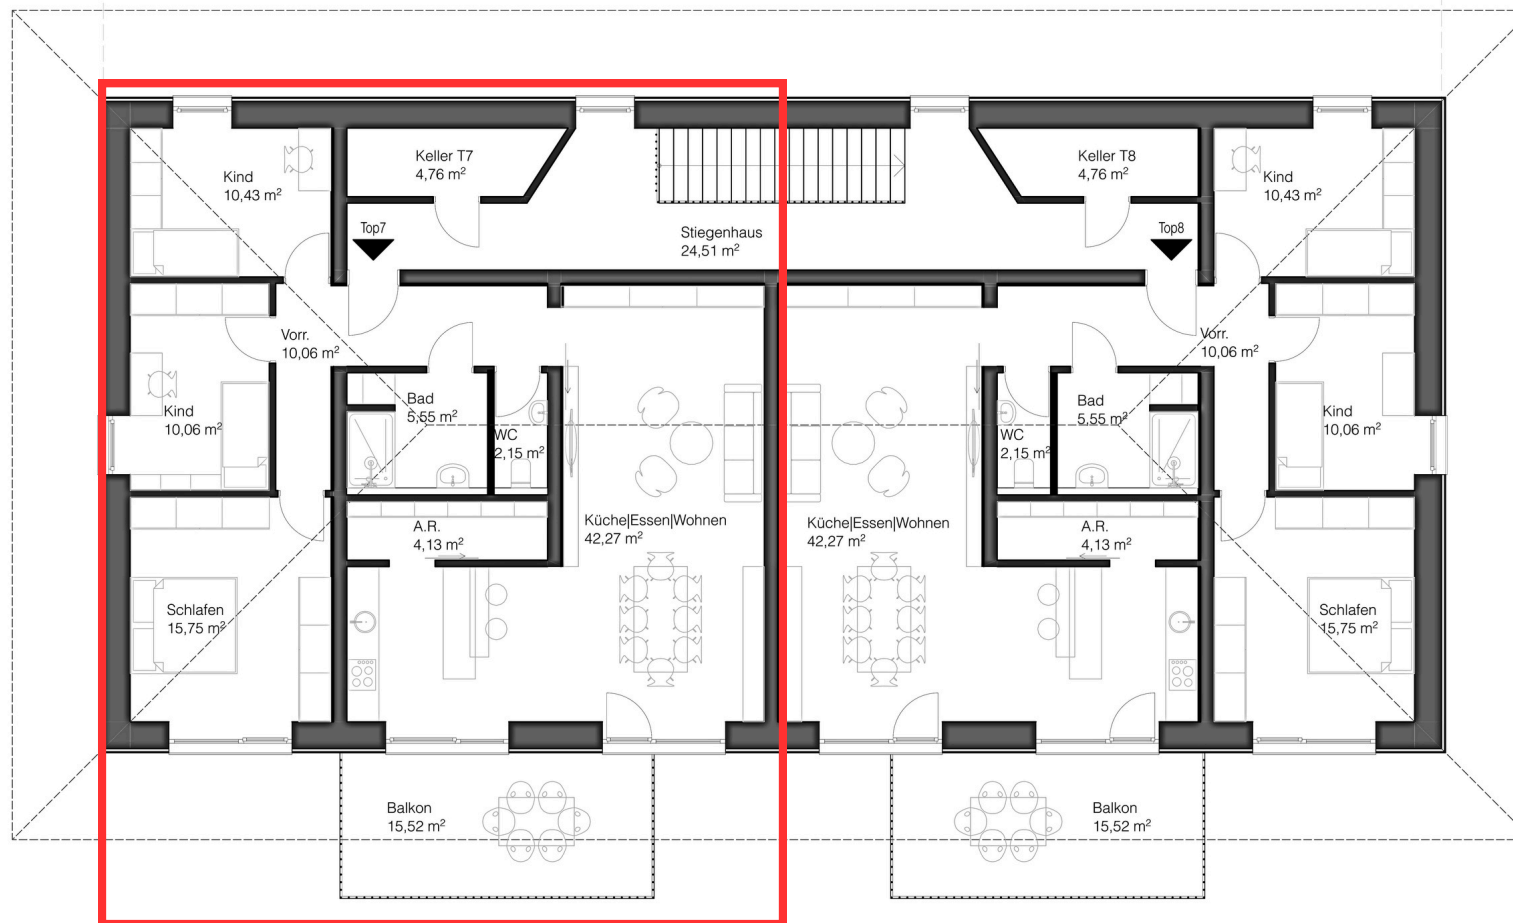 Keller T7
4,76 m²
Keller T8
4,76 m²
Kind
10,43 m²
Kind
10,43 m²
Top7
Top8
Stiegenhaus
24,51 m²
Vorr.
10,06 m²
Vorr.
10,06 m²
Kind
10,06 m²
Bad
5,55 m²
WC
2,15 m²
WC
2,15 m²
Bad
5,55 m²
Kind
10,06 m²
A.R.
4,13 m²
Küche|Essen|Wohnen
42,27 m²
Küche|Essen|Wohnen
42,27 m²
A.R.
4,13 m²
Schlafen
15,75 m²
Schlafen
15,75 m²
Balkon
15,52 m²
Balkon
15,52 m²